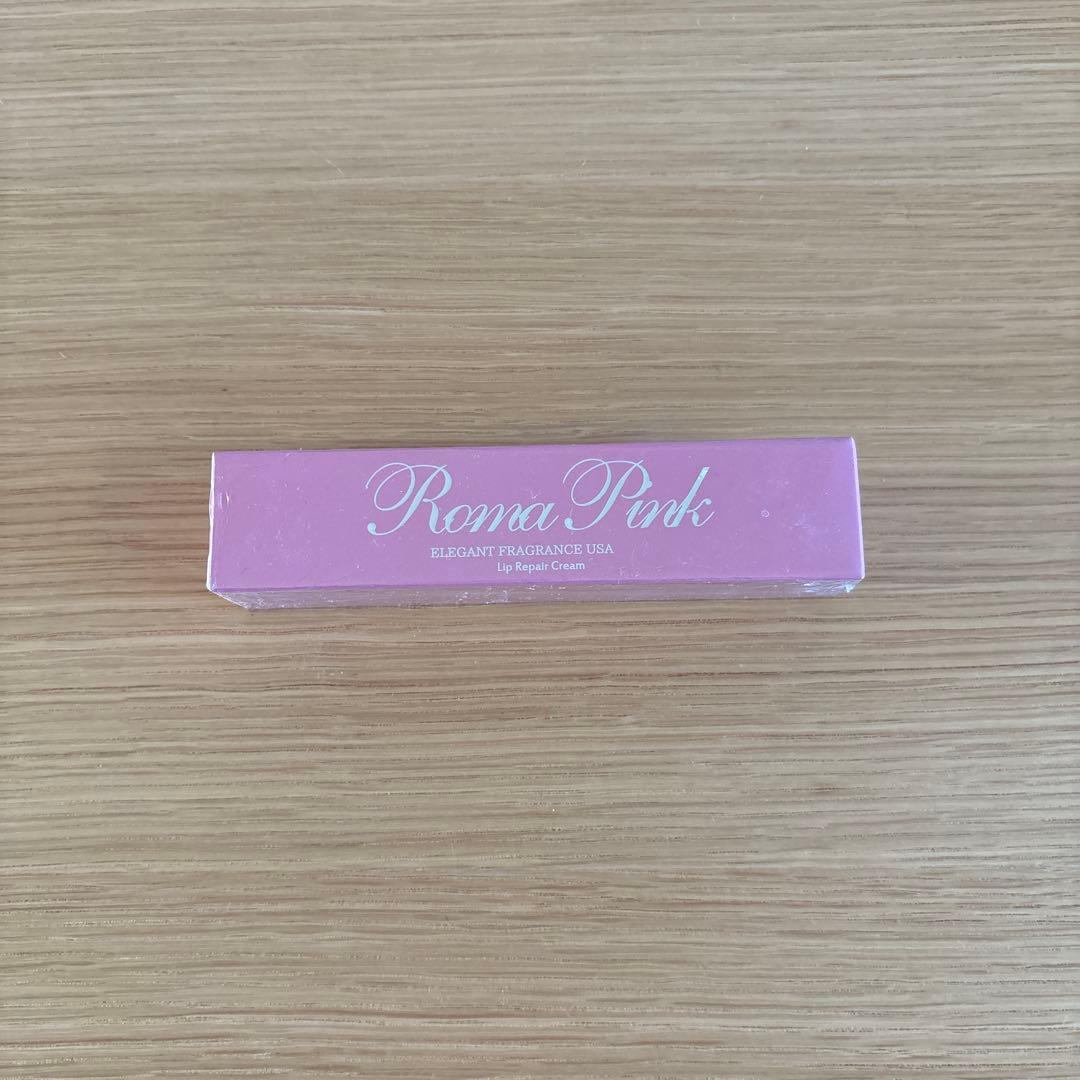 Roma Pink
ELEGANT FRAGRANCE USA
Lip Repair Cream